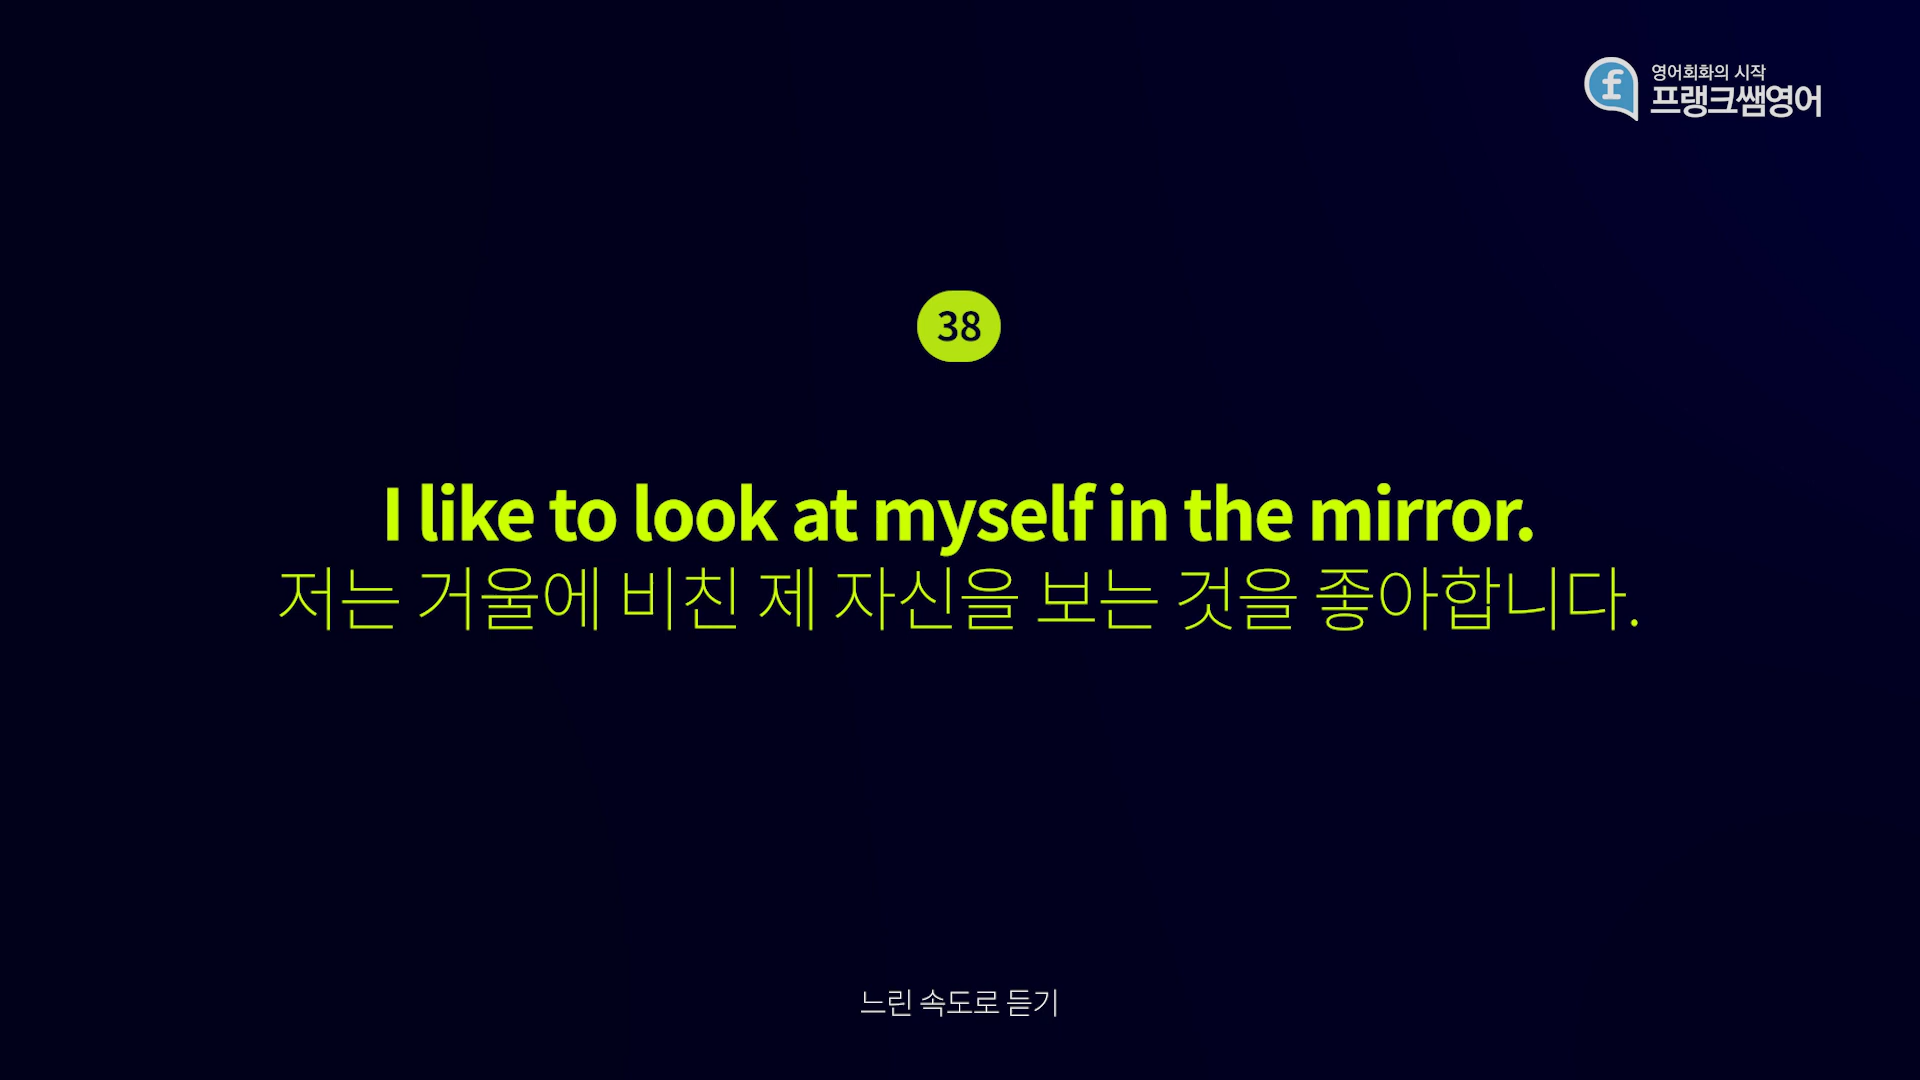 영어회화의 시작
프랭크쌤영어
38
I like to look at myself in the mirror.
저는 거울에 비친 제 자신을 보는 것을 좋아합니다.
느린 속도로 듣기